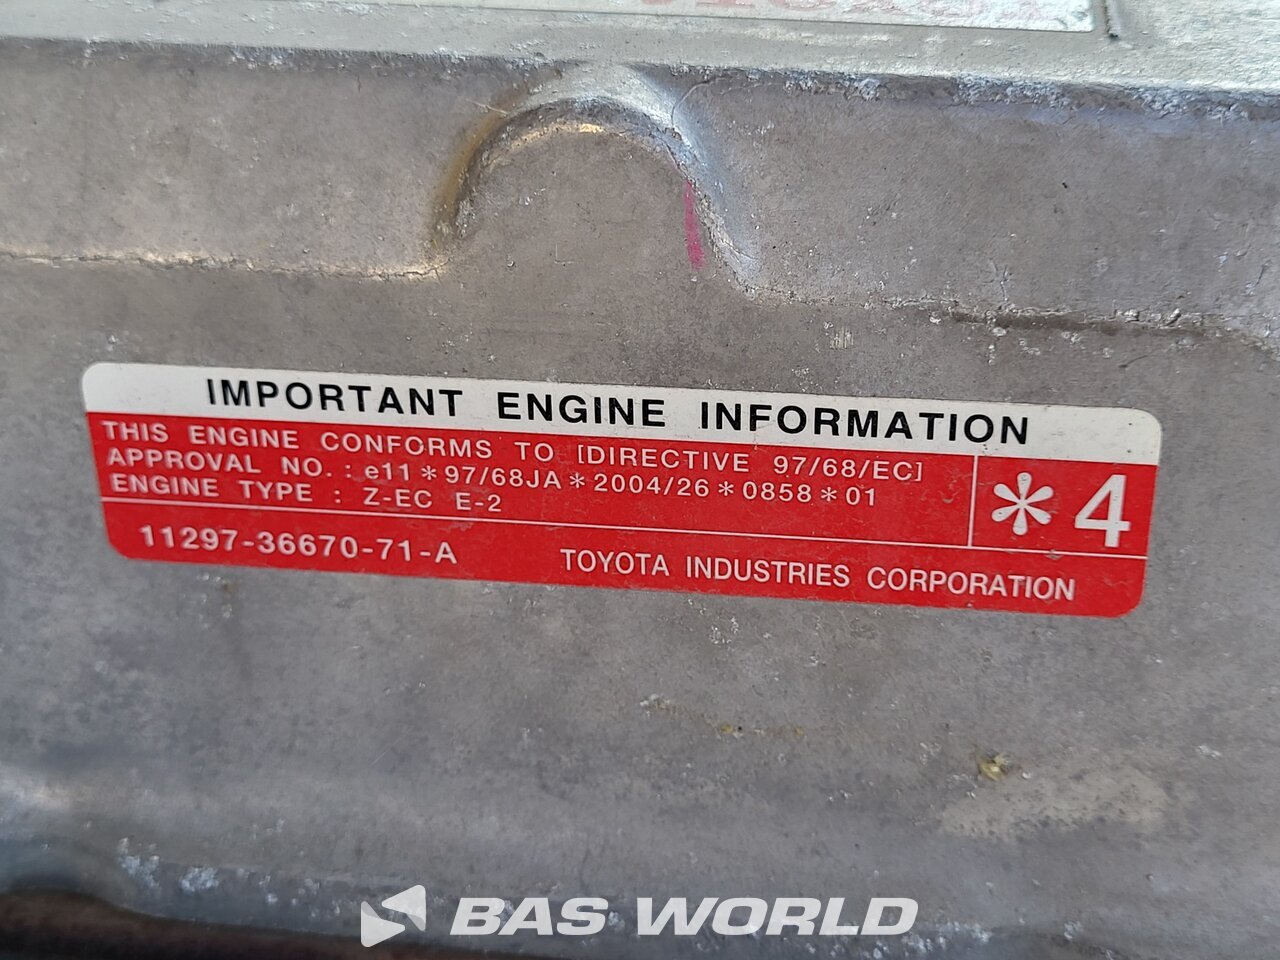 IMPORTANT ENGINE INFORMATION
THIS ENGINE CONFORMS TO [DIRECTIVE 97/68/EC]
APPROVAL NO. : e11*97/68JA*2004/26*0858*01
ENGINE TYPE : Z-EC E-2
*4
11297-36670-71-A TOYOTA INDUSTRIES CORPORATION
BAS WORLD